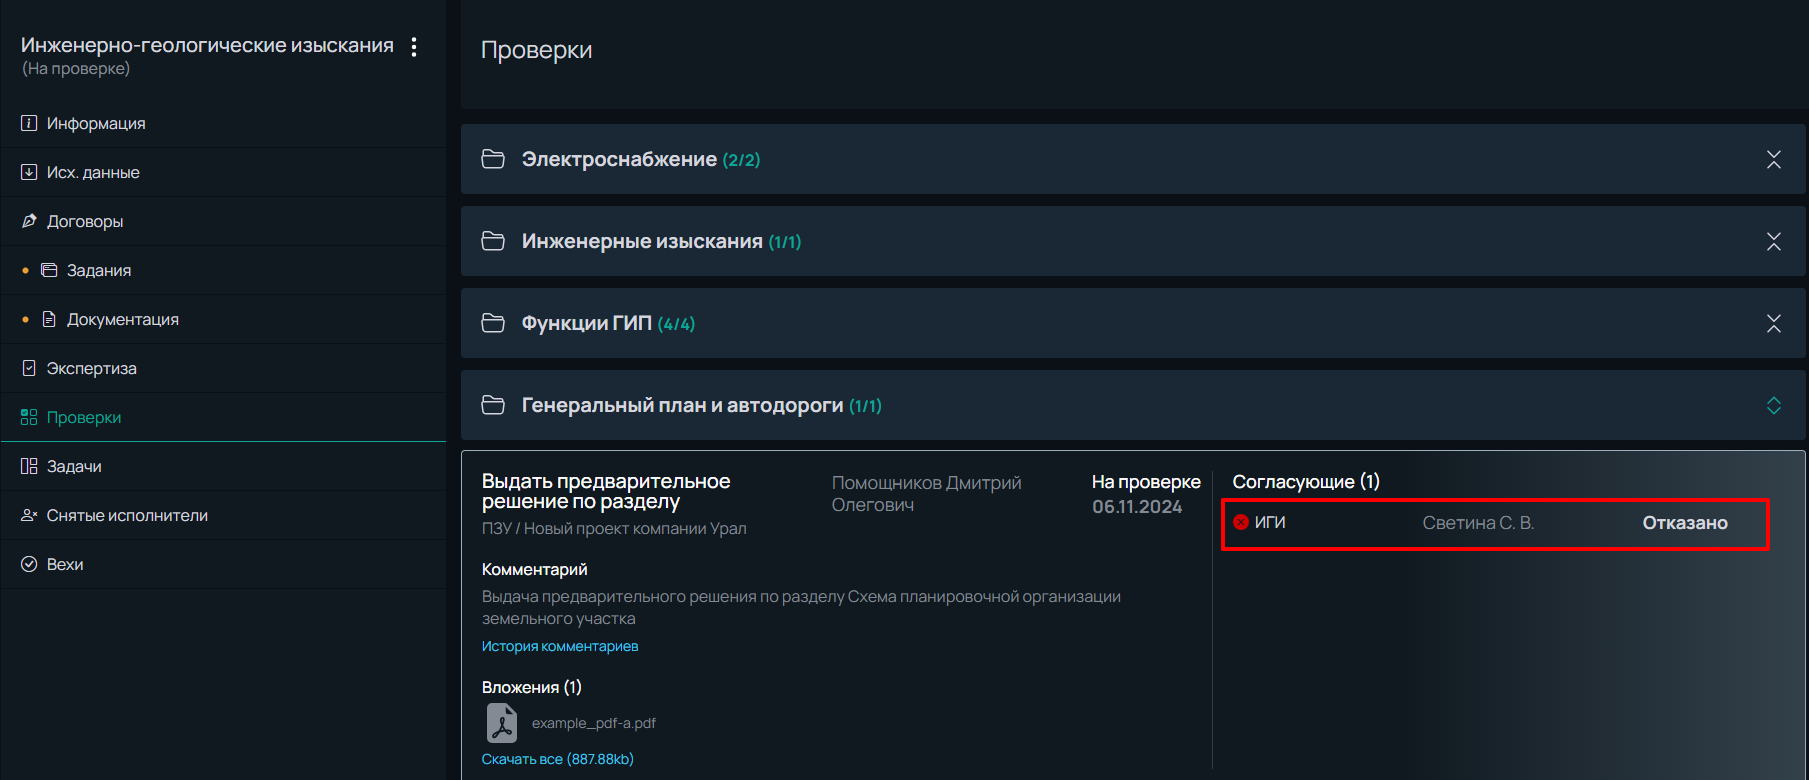 Инженерно-геологические изыскания
(На проверке)
Информация
Исх. данные
Договоры
Задания
Документация
Экспертиза
Проверки
Задачи
Снятые исполнители
Вехи
Проверки
Электроснабжение (2/2)
Инженерные изыскания (1/1)
Функции ГИП (4/4)
Генеральный план и автодороги (1/1)
Выдать предварительное
решение по разделу
ПЗУ / Новый проект компании Урал
Помощников Дмитрий
Олегович
На проверке
06.11.2024
Комментарий
Выдача предварительного решения по разделу Схема планировочной организации
земельного участка
История комментариев
Вложения (1)
example_pdf-a.pdf
Скачать все (887.88kb)
Согласующие (1)
ИГИ Светина С. В. Отказано